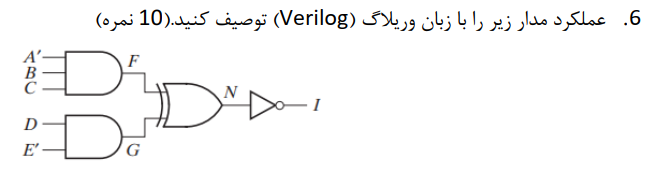 6. عملکرد مدار زیر را با زبان وریلاگ (Verilog) توصیف کنید.(10 نمره)
A'
B
C
F
N
I
D
E'
G